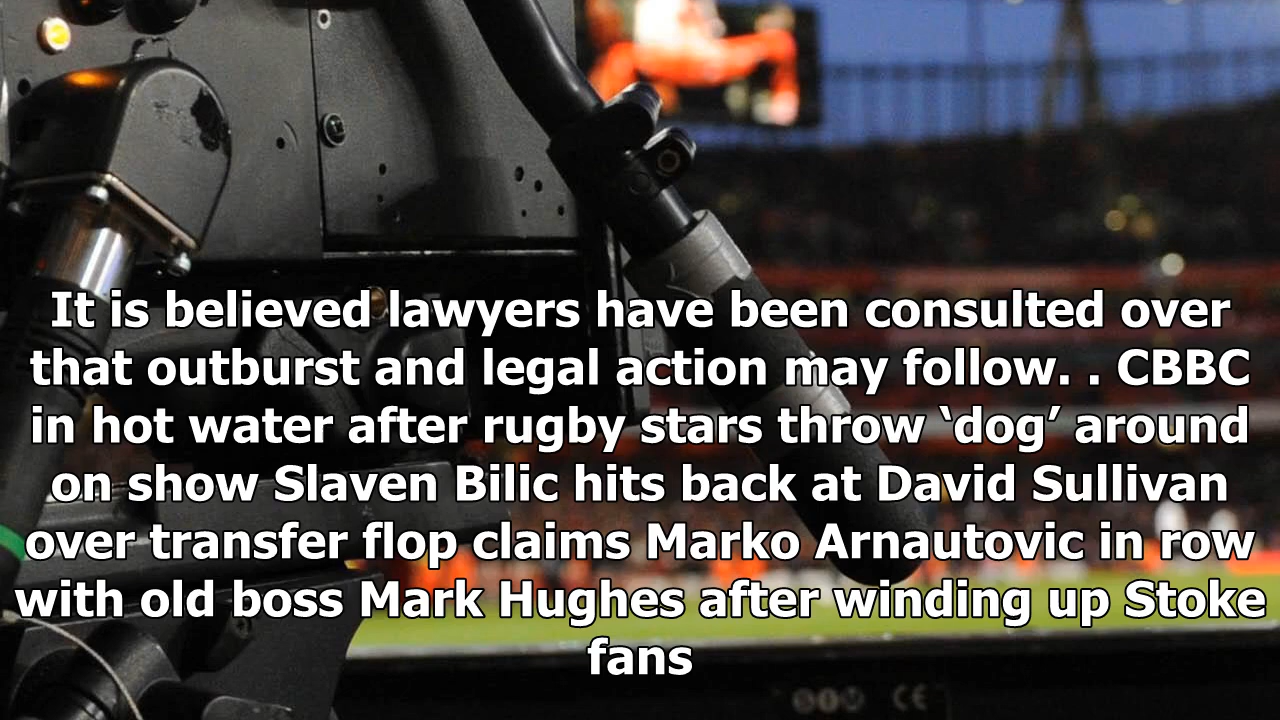 It is believed lawyers have been consulted over
that outburst and legal action may follow. . CBBC
in hot water after rugby stars throw ‘dog’ around
on show Slaven Bilic hits back at David Sullivan
over transfer flop claims Marko Arnautovic in row
with old boss Mark Hughes after winding up Stoke
fans
CE